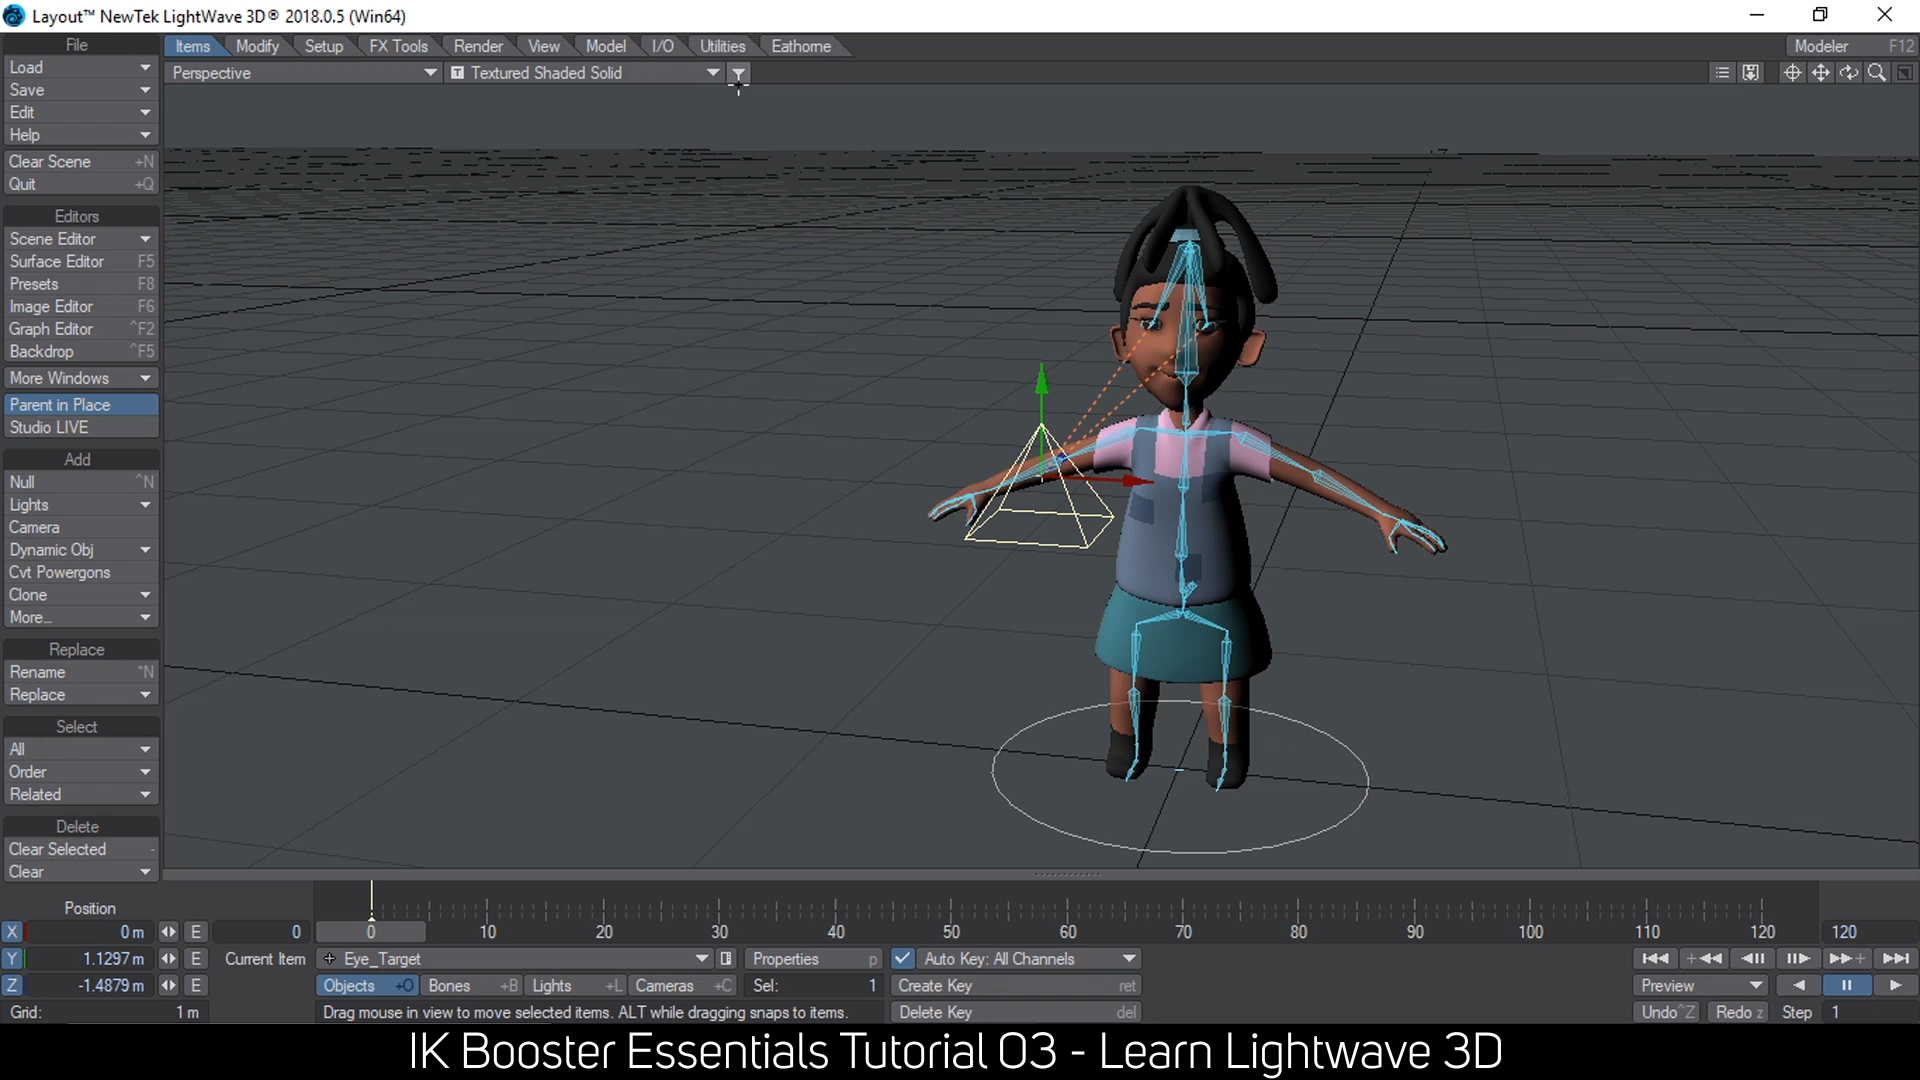 Layout™ NewTek LightWave 3D® 2018.0.5 (Win64)
File
Items Modify Setup FX Tools Render View Model I/O Utilities Eathorne
Modeler F12
Load
Perspective
T Textured Shaded Solid
Save
Edit
Help
Clear Scene +N
Quit +Q
Editors
Scene Editor
Surface Editor F5
Presets F8
Image Editor F6
Graph Editor ^F2
Backdrop ^F5
More Windows
Parent in Place
Studio LIVE
Add
Null ^N
Lights
Camera
Dynamic Obj
Cvt Powergons
Clone
More...
Replace
Rename ^N
Replace
Select
All
Order
Related
Delete
Clear Selected -
Clear
Position
X 0 m E 0
0 10 20 30 40 50 60 70 80 90 100 110 120 120
Y 1.1297 m E Current Item Eye_Target Properties p Auto Key: All Channels
Z -1.4879 m E Objects +O Bones +B Lights +L Cameras +C Sel: 1 Create Key ret Preview
Grid: 1 m Drag mouse in view to move selected items. ALT while dragging snaps to items. Delete Key del Undo ^Z Redo z Step 1
IK Booster Essentials Tutorial 03 - Learn Lightwave 3D